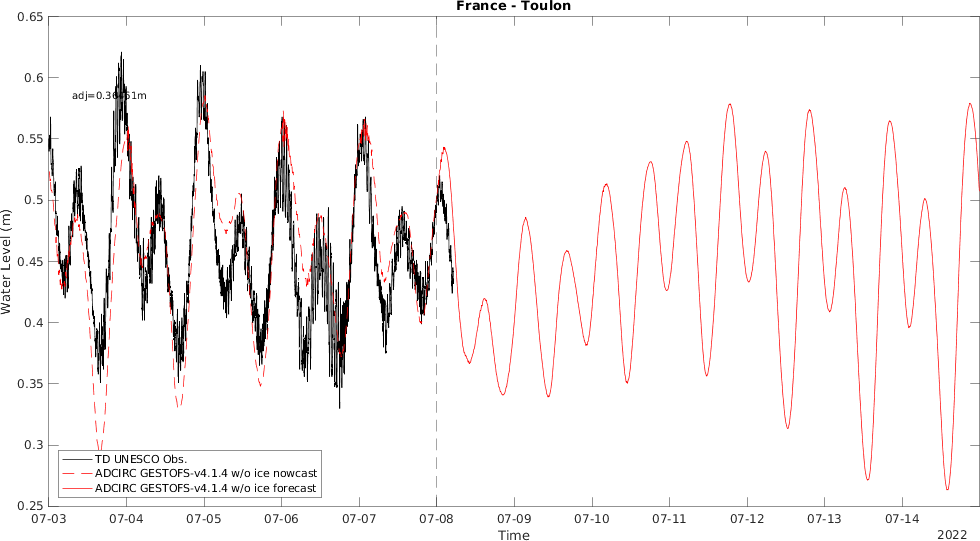 France - Toulon
0.65
0.6
0.55
0.5
0.45
0.4
0.35
0.3
0.25
Water Level (m)
TD UNESCO Obs.
ADCIRC GESTOFS-v4.1.4 w/o ice nowcast
ADCIRC GESTOFS-v4.1.4 w/o ice forecast
07-03 07-04 07-05 07-06 07-07 07-08 07-09 07-10 07-11 07-12 07-13 07-14
Time
2022